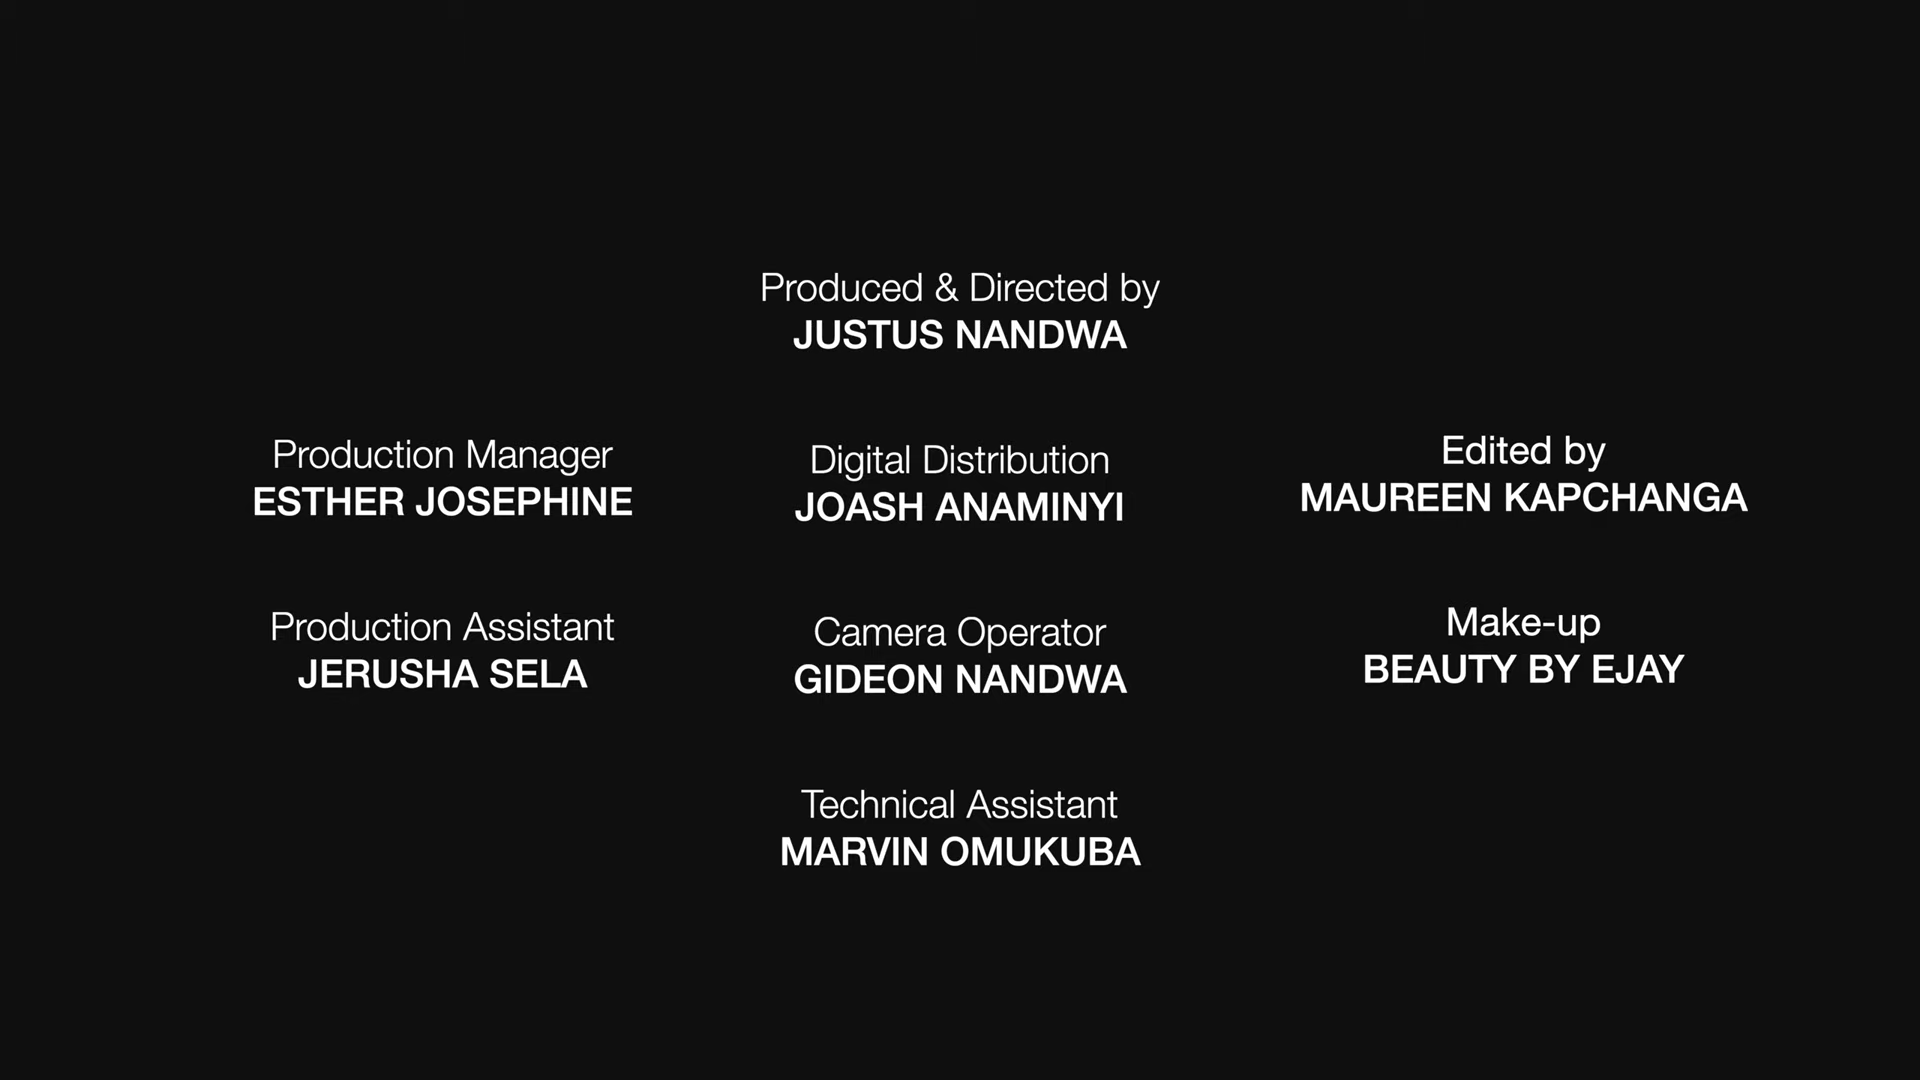 Produced & Directed by
JUSTUS NANDWA
Production Manager
ESTHER JOSEPHINE
Digital Distribution
JOASH ANAMINYI
Edited by
MAUREEN KAPCHANGA
Production Assistant
JERUSHA SELA
Camera Operator
GIDEON NANDWA
Make-up
BEAUTY BY EJAY
Technical Assistant
MARVIN OMUKUBA